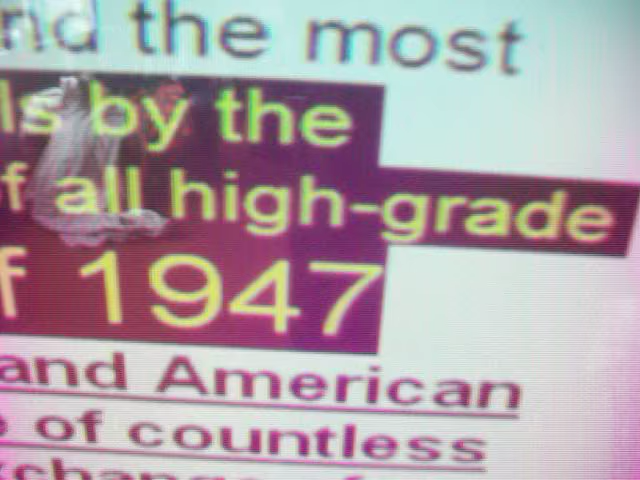 nd the most
ls by the
f all high-grade
f 1947
and American
e of countless